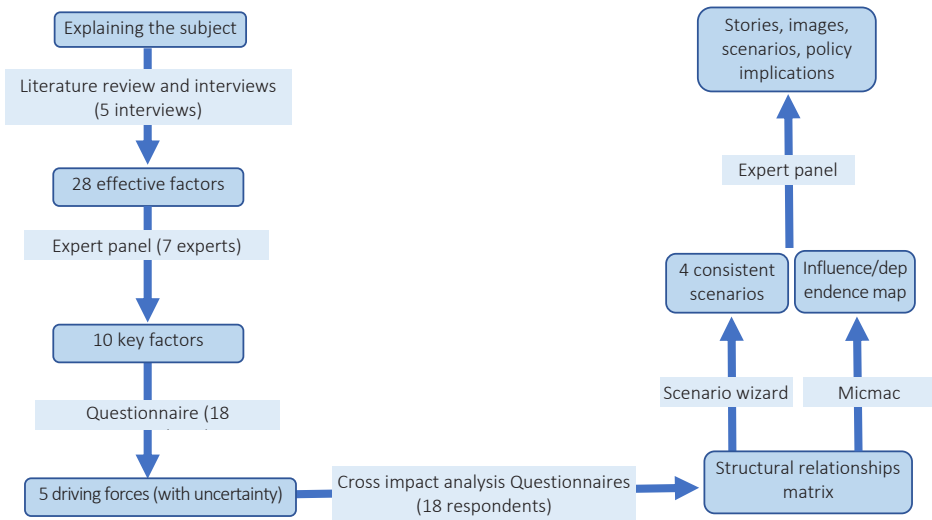 Explaining the subject
Literature review and interviews
(5 interviews)
28 effective factors
Expert panel (7 experts)
10 key factors
Questionnaire (18
5 driving forces (with uncertainty)
Cross impact analysis Questionnaires
(18 respondents)
Structural relationships
matrix
Scenario wizard
Micmac
4 consistent
scenarios
Influence/dep
endence map
Expert panel
Stories, images,
scenarios, policy
implications